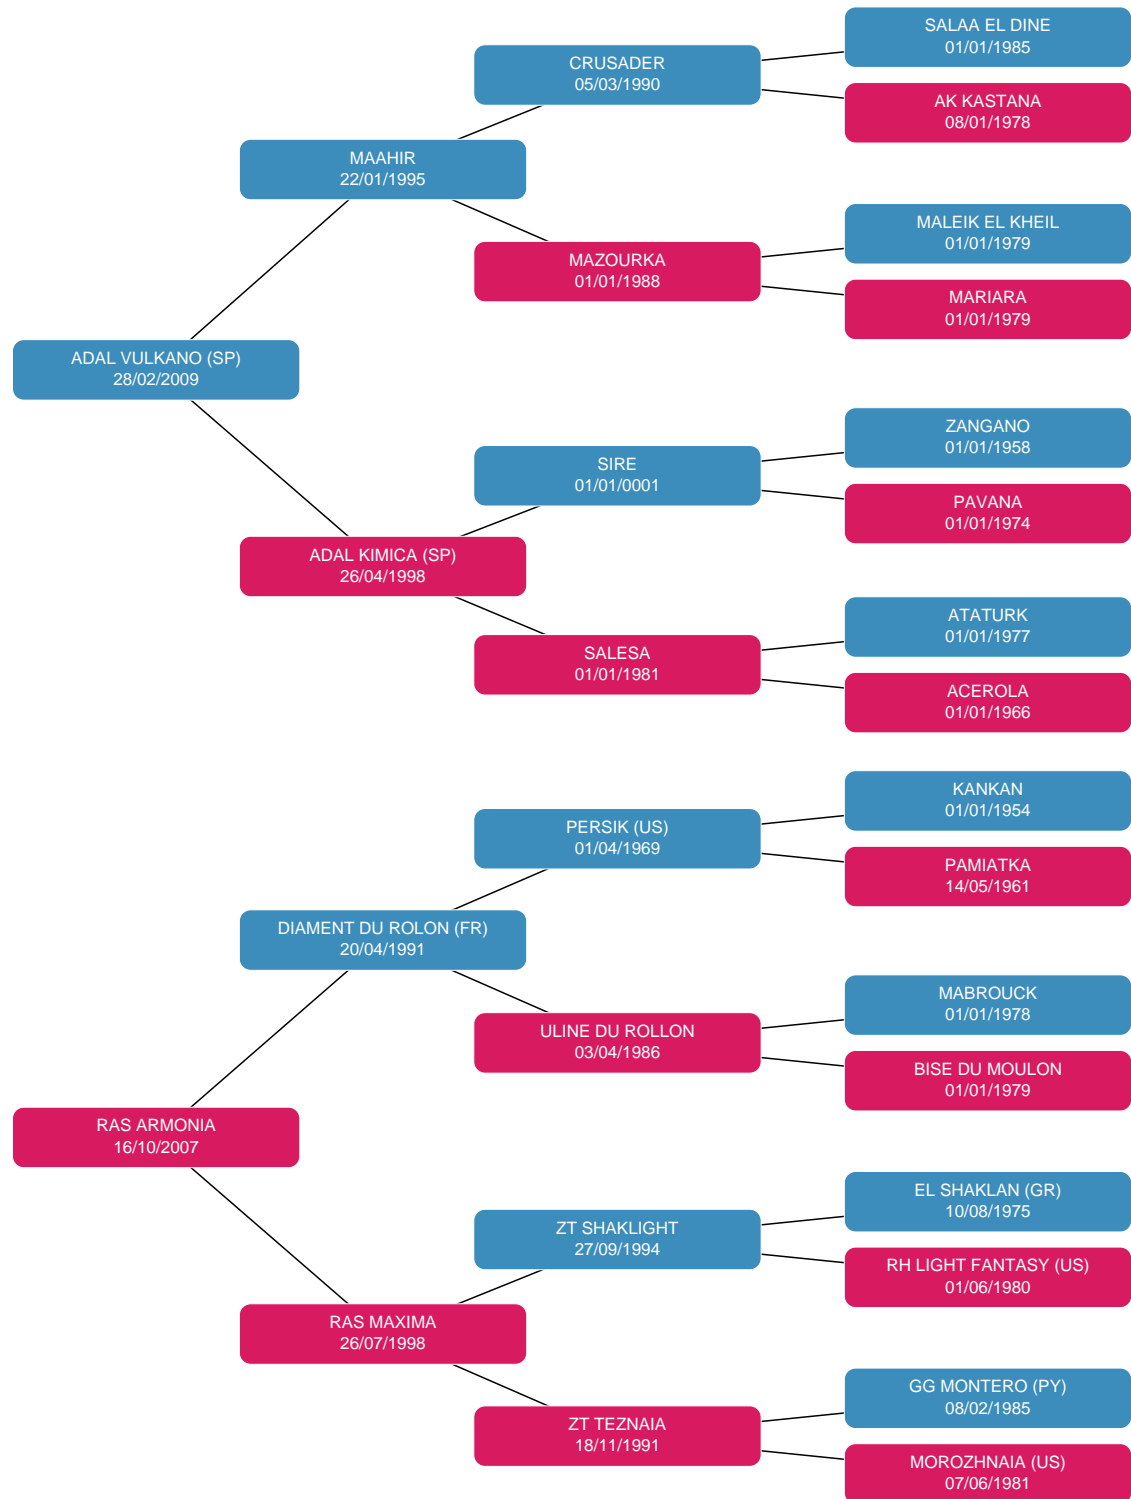 SALAA EL DINE
01/01/1985
CRUSADER
05/03/1990
AK KASTANA
08/01/1978
MAAHIR
22/01/1995
MALEIK EL KHEIL
01/01/1979
MAZOURKA
01/01/1988
MARIARA
01/01/1979
ADAL VULKANO (SP)
28/02/2009
ZANGANO
01/01/1958
SIRE
01/01/0001
PAVANA
01/01/1974
ADAL KIMICA (SP)
26/04/1998
ATATURK
01/01/1977
SALESA
01/01/1981
ACEROLA
01/01/1966
KANKAN
01/01/1954
PERSIK (US)
01/04/1969
PAMIATKA
14/05/1961
DIAMENT DU ROLON (FR)
20/04/1991
MABROUCK
01/01/1978
ULINE DU ROLLON
03/04/1986
BISE DU MOULON
01/01/1979
RAS ARMONIA
16/10/2007
EL SHAKLAN (GR)
10/08/1975
ZT SHAKLIGHT
27/09/1994
RH LIGHT FANTASY (US)
01/06/1980
RAS MAXIMA
26/07/1998
GG MONTERO (PY)
08/02/1985
ZT TEZNAIA
18/11/1991
MOROZHNAIA (US)
07/06/1981